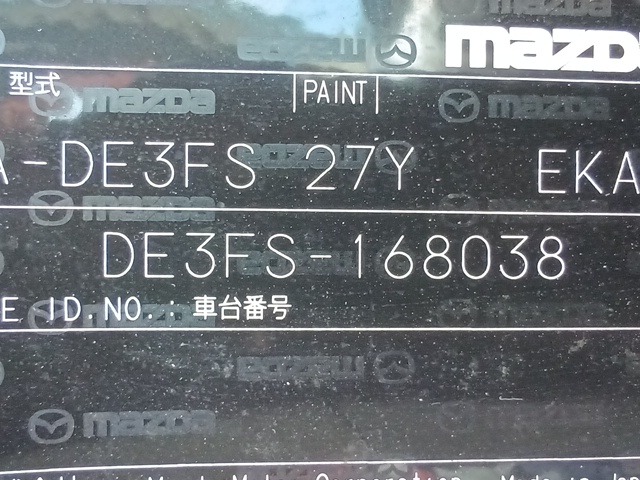 mazda
型式 PAINT
A-DE3FS 27Y EKA
DE3FS-168038
E ID.NO.: 車台番号